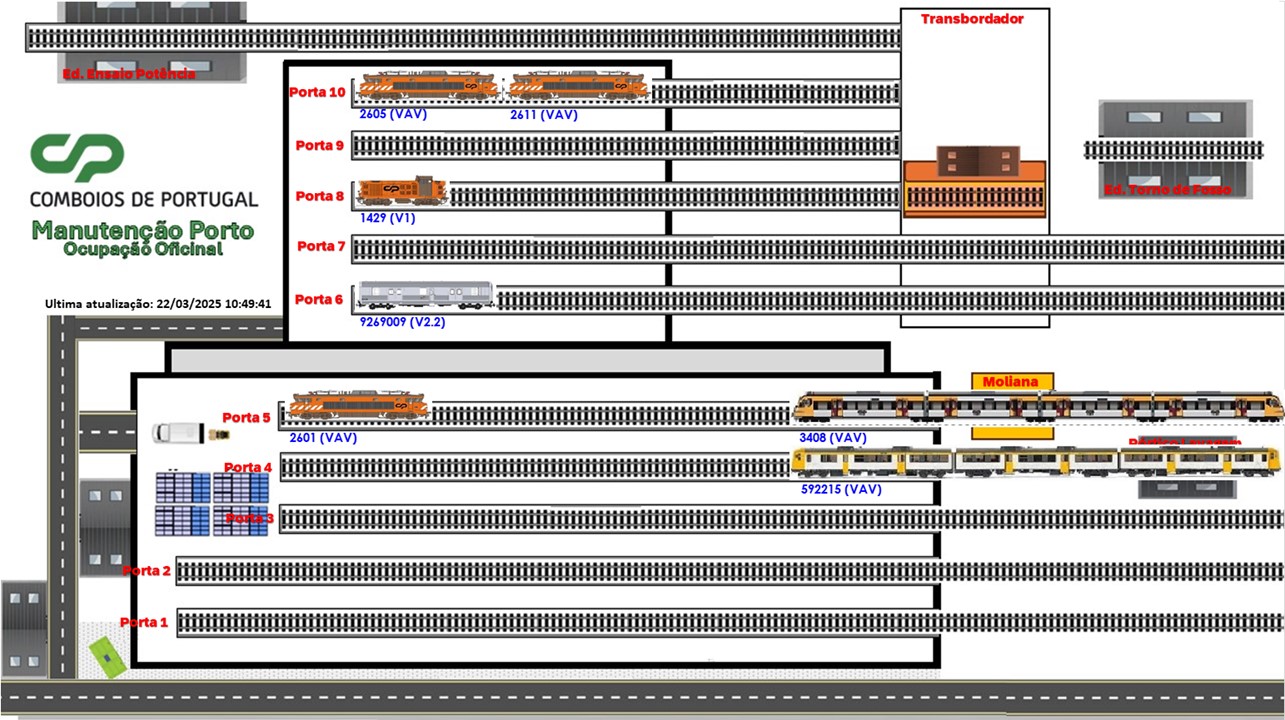 Transbordador
Ed. Ensaio Potência
Porta 10
2605 (VAV)
2611 (VAV)
Porta 9
CP
COMBOIOS DE PORTUGAL
Manutenção Porto
Ocupação Oficinal
Porta 8
1429 (V1)
Ed. Torno de Fosso
Porta 7
Ultima atualização: 22/03/2025 10:49:41
Porta 6
9269009 (V2.2)
Moliana
Porta 5
2601 (VAV)
3408 (VAV)
Porta 4
592215 (VAV)
Porta 3
Porta 2
Porta 1